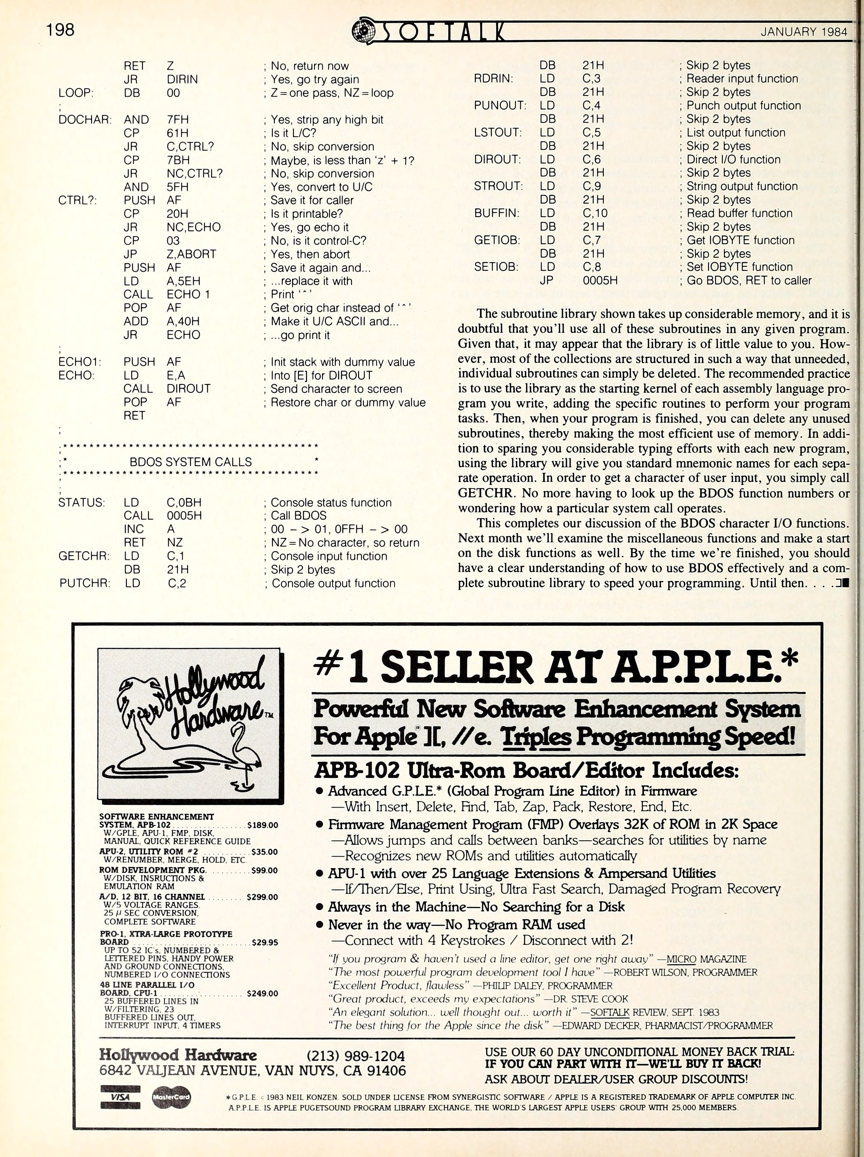 198
SOFTALK
JANUARY 1984
RET Z ; No, return now
JR DIRIN ; Yes, go try again
LOOP: DB 00 ; Z=one pass, NZ=loop
;
DOCHAR: AND 7FH ; Yes, strip any high bit
CP 61H ; Is it L/C?
JR C,CTRL? ; No, skip conversion
CP 7BH ; Maybe, is less than 'z' + 1?
JR NC,CTRL? ; No, skip conversion
AND 5FH ; Yes, convert to U/C
CTRL?: PUSH AF ; Save it for caller
CP 20H ; Is it printable?
JR NC,ECHO ; Yes, go echo it
CP 03 ; No, is it control-C?
JP Z,ABORT ; Yes, then abort
PUSH AF ; Save it again and...
LD A,5EH ; ...replace it with
CALL ECHO 1 ; Print '^'
POP AF ; Get orig char instead of '^'
ADD A,40H ; Make it U/C ASCII and...
JR ECHO ; ...go print it
;
ECHO1: PUSH AF ; Init stack with dummy value
ECHO: LD E,A ; Into [E] for DIROUT
CALL DIROUT ; Send character to screen
POP AF ; Restore char or dummy value
RET
;
;**************************************
;* BDOS SYSTEM CALLS *
;**************************************
;
STATUS: LD C,0BH ; Console status function
CALL 0005H ; Call BDOS
INC A ; 00 -> 01, 0FFH -> 00
RET NZ ; NZ=No character, so return
GETCHR: LD C,1 ; Console input function
DB 21H ; Skip 2 bytes
PUTCHR: LD C,2 ; Console output function
DB 21H ; Skip 2 bytes
RDRIN: LD C,3 ; Reader input function
DB 21H ; Skip 2 bytes
PUNOUT: LD C,4 ; Punch output function
DB 21H ; Skip 2 bytes
LSTOUT: LD C,5 ; List output function
DB 21H ; Skip 2 bytes
DIROUT: LD C,6 ; Direct I/O function
DB 21H ; Skip 2 bytes
STROUT: LD C,9 ; String output function
DB 21H ; Skip 2 bytes
BUFFIN: LD C,10 ; Read buffer function
DB 21H ; Skip 2 bytes
GETIOB: LD C,7 ; Get IOBYTE function
DB 21H ; Skip 2 bytes
SETIOB: LD C,8 ; Set IOBYTE function
JP 0005H ; Go BDOS, RET to caller
The subroutine library shown takes up considerable memory, and it is
doubtful that you'll use all of these subroutines in any given program.
Given that, it may appear that the library is of little value to you. How-
ever, most of the collections are structured in such a way that unneeded,
individual subroutines can simply be deleted. The recommended practice
is to use the library as the starting kernel of each assembly language pro-
gram you write, adding the specific routines to perform your program
tasks. Then, when your program is finished, you can delete any unused
subroutines, thereby making the most efficient use of memory. In addi-
tion to sparing you considerable typing efforts with each new program,
using the library will give you standard mnemonic names for each sepa-
rate operation. In order to get a character of user input, you simply call
GETCHR. No more having to look up the BDOS function numbers or
wondering how a particular system call operates.
This completes our discussion of the BDOS character I/O functions.
Next month we'll examine the miscellaneous functions and make a start
on the disk functions as well. By the time we're finished, you should
have a clear understanding of how to use BDOS effectively and a com-
plete subroutine library to speed your programming. Until then. . . .
Hollywood
Hardware™
SOFTWARE ENHANCEMENT
SYSTEM, APB-102 . . . . . . . . . . . . . $189.00
W/GPLE, APU-1, FMP, DISK,
MANUAL, QUICK REFERENCE GUIDE
APU-2, UTILITY ROM #2 . . . . . . . . $35.00
W/RENUMBER, MERGE, HOLD, ETC
ROM DEVELOPMENT PKG. . . . . . . $99.00
W/DISK, INSRUCTIONS &
EMULATION RAM
A/D, 12 BIT, 16 CHANNEL . . . . . . $299.00
W/5 VOLTAGE RANGES,
25 µ SEC CONVERSION,
COMPLETE SOFTWARE
PRO-1, XTRA-LARGE PROTOTYPE
BOARD . . . . . . . . . . . . . . . . . . . . $29.95
UP TO 52 IC's, NUMBERED &
LETTERED PINS, HANDY POWER
AND GROUND CONNECTIONS,
NUMBERED I/O CONNECTIONS
48 LINE PARALLEL I/O
BOARD, CPU-1 . . . . . . . . . . . . . . $249.00
25 BUFFERED LINES IN
W/FILTERING, 23
BUFFERED LINES OUT,
INTERRUPT INPUT, 4 TIMERS
#1 SELLER AT A.P.P.L.E.*
Powerful New Software Enhancement System
For Apple ][, //e. Triples Programming Speed!
APB-102 Ultra-Rom Board/Editor Includes:
● Advanced G.P.L.E.* (Global Program Line Editor) in Firmware
—With Insert, Delete, Find, Tab, Zap, Pack, Restore, End, Etc.
● Firmware Management Program (FMP) Overlays 32K of ROM in 2K Space
—Allows jumps and calls between banks—searches for utilities by name
—Recognizes new ROMs and utilities automatically
● APU-1 with over 25 Language Extensions & Ampersand Utilities
—If/Then/Else, Print Using, Ultra Fast Search, Damaged Program Recovery
● Always in the Machine—No Searching for a Disk
● Never in the way—No Program RAM used
—Connect with 4 Keystrokes / Disconnect with 2!
"If you program & haven't used a line editor, get one right away" —MICRO MAGAZINE
"The most powerful program development tool I have" —ROBERT WILSON, PROGRAMMER
"Excellent Product, flawless" —PHILIP DALEY, PROGRAMMER
"Great product, exceeds my expectations" —DR. STEVE COOK
"An elegant solution... well thought out... worth it" —SOFTALK REVIEW, SEPT. 1983
"The best thing for the Apple since the disk" —EDWARD DECKER, PHARMACIST/PROGRAMMER
Hollywood Hardware (213) 989-1204
6842 VALJEAN AVENUE, VAN NUYS, CA 91406
USE OUR 60 DAY UNCONDITIONAL MONEY BACK TRIAL:
IF YOU CAN PART WITH IT—WE'LL BUY IT BACK!
ASK ABOUT DEALER/USER GROUP DISCOUNTS!
VISA
MasterCard
*G.P.L.E. © 1983 NEIL KONZEN. SOLD UNDER LICENSE FROM SYNERGISTIC SOFTWARE / APPLE IS A REGISTERED TRADEMARK OF APPLE COMPUTER INC.
A.P.P.L.E. IS APPLE PUGETSOUND PROGRAM LIBRARY EXCHANGE, THE WORLD'S LARGEST APPLE USERS' GROUP WITH 25,000 MEMBERS.